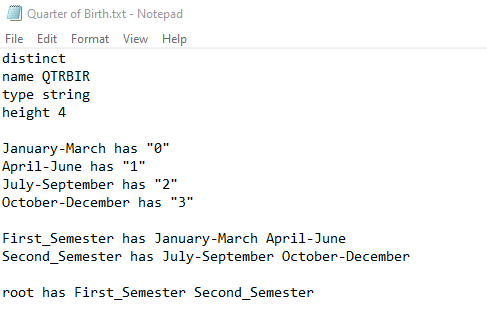 Quarter of Birth.txt - Notepad
File Edit Format View Help
distinct
name QTRBIR
type string
height 4
January-March has "0"
April-June has "1"
July-September has "2"
October-December has "3"
First_Semester has January-March April-June
Second_Semester has July-September October-December
root has First_Semester Second_Semester